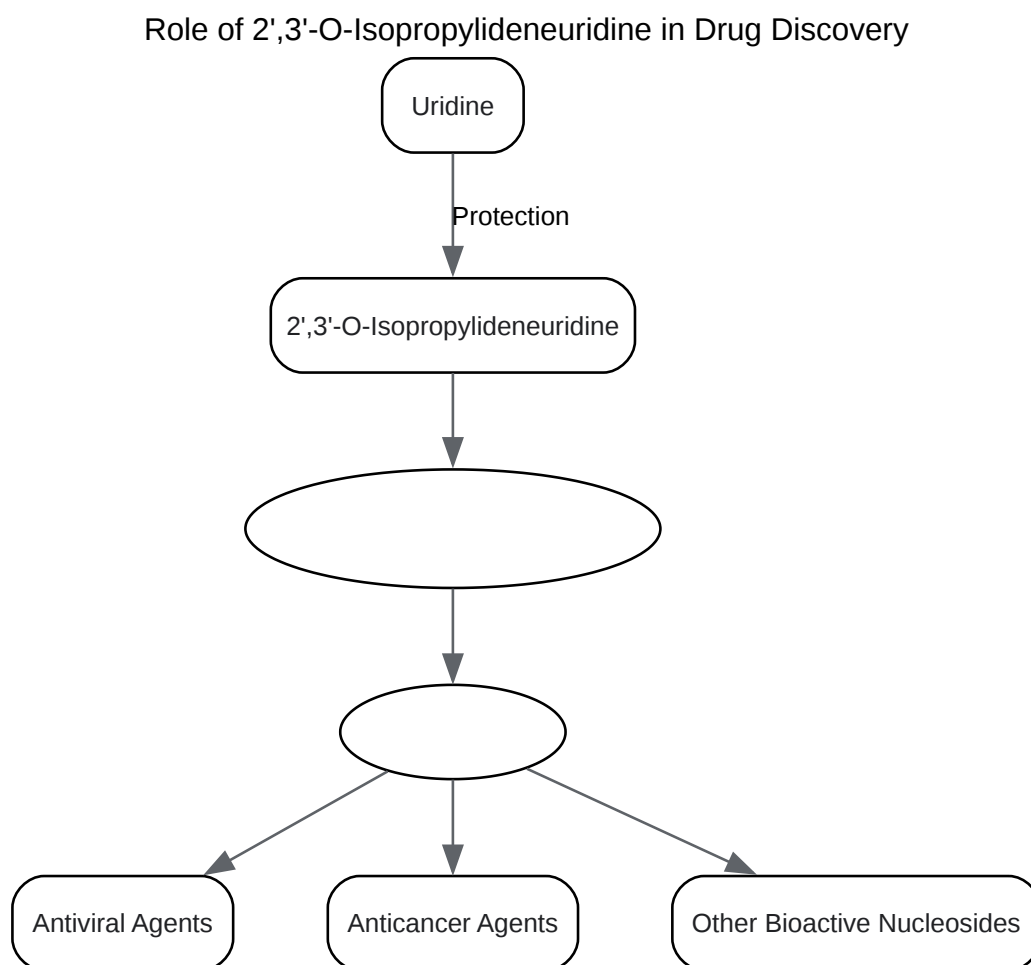 Role of 2',3'-O-Isopropylideneuridine in Drug Discovery
Uridine
Protection
2',3'-O-Isopropylideneuridine
Antiviral Agents
Anticancer Agents
Other Bioactive Nucleosides